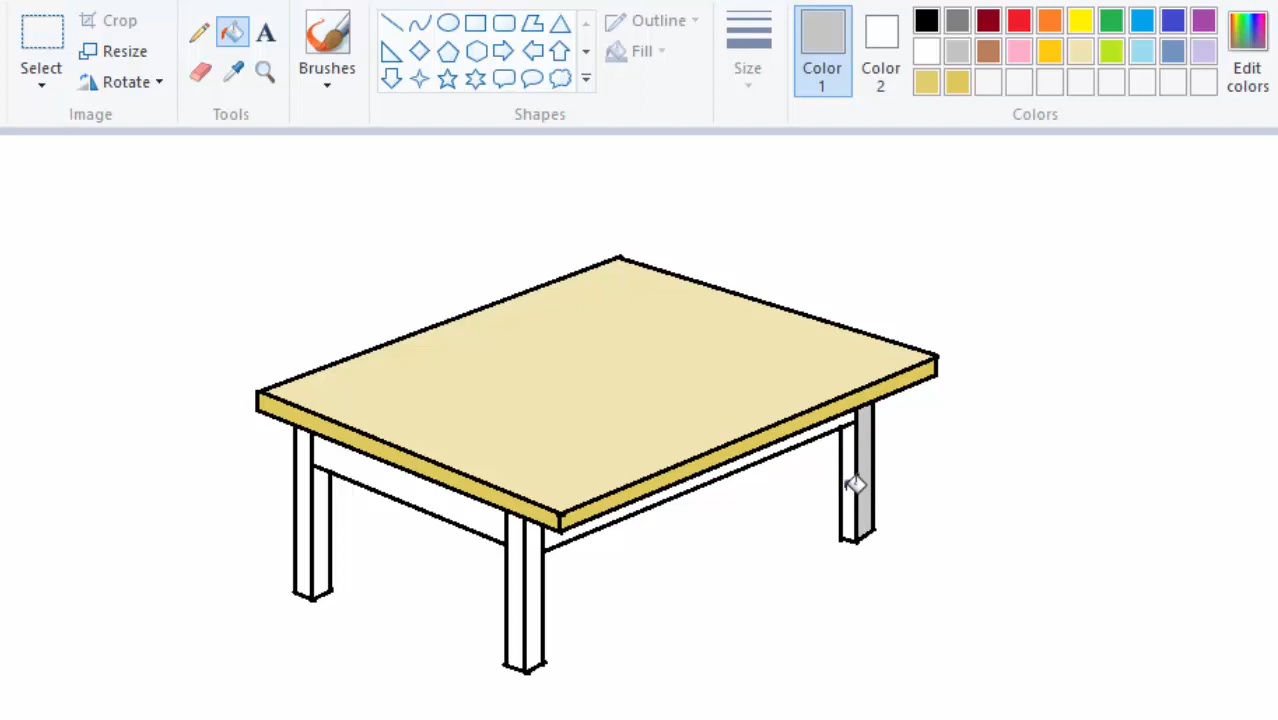 Select
Crop
Resize
Rotate
Image
A
Tools
Brushes
Shapes
Outline
Fill
Size
Color
1
Color
2
Colors
Edit
colors